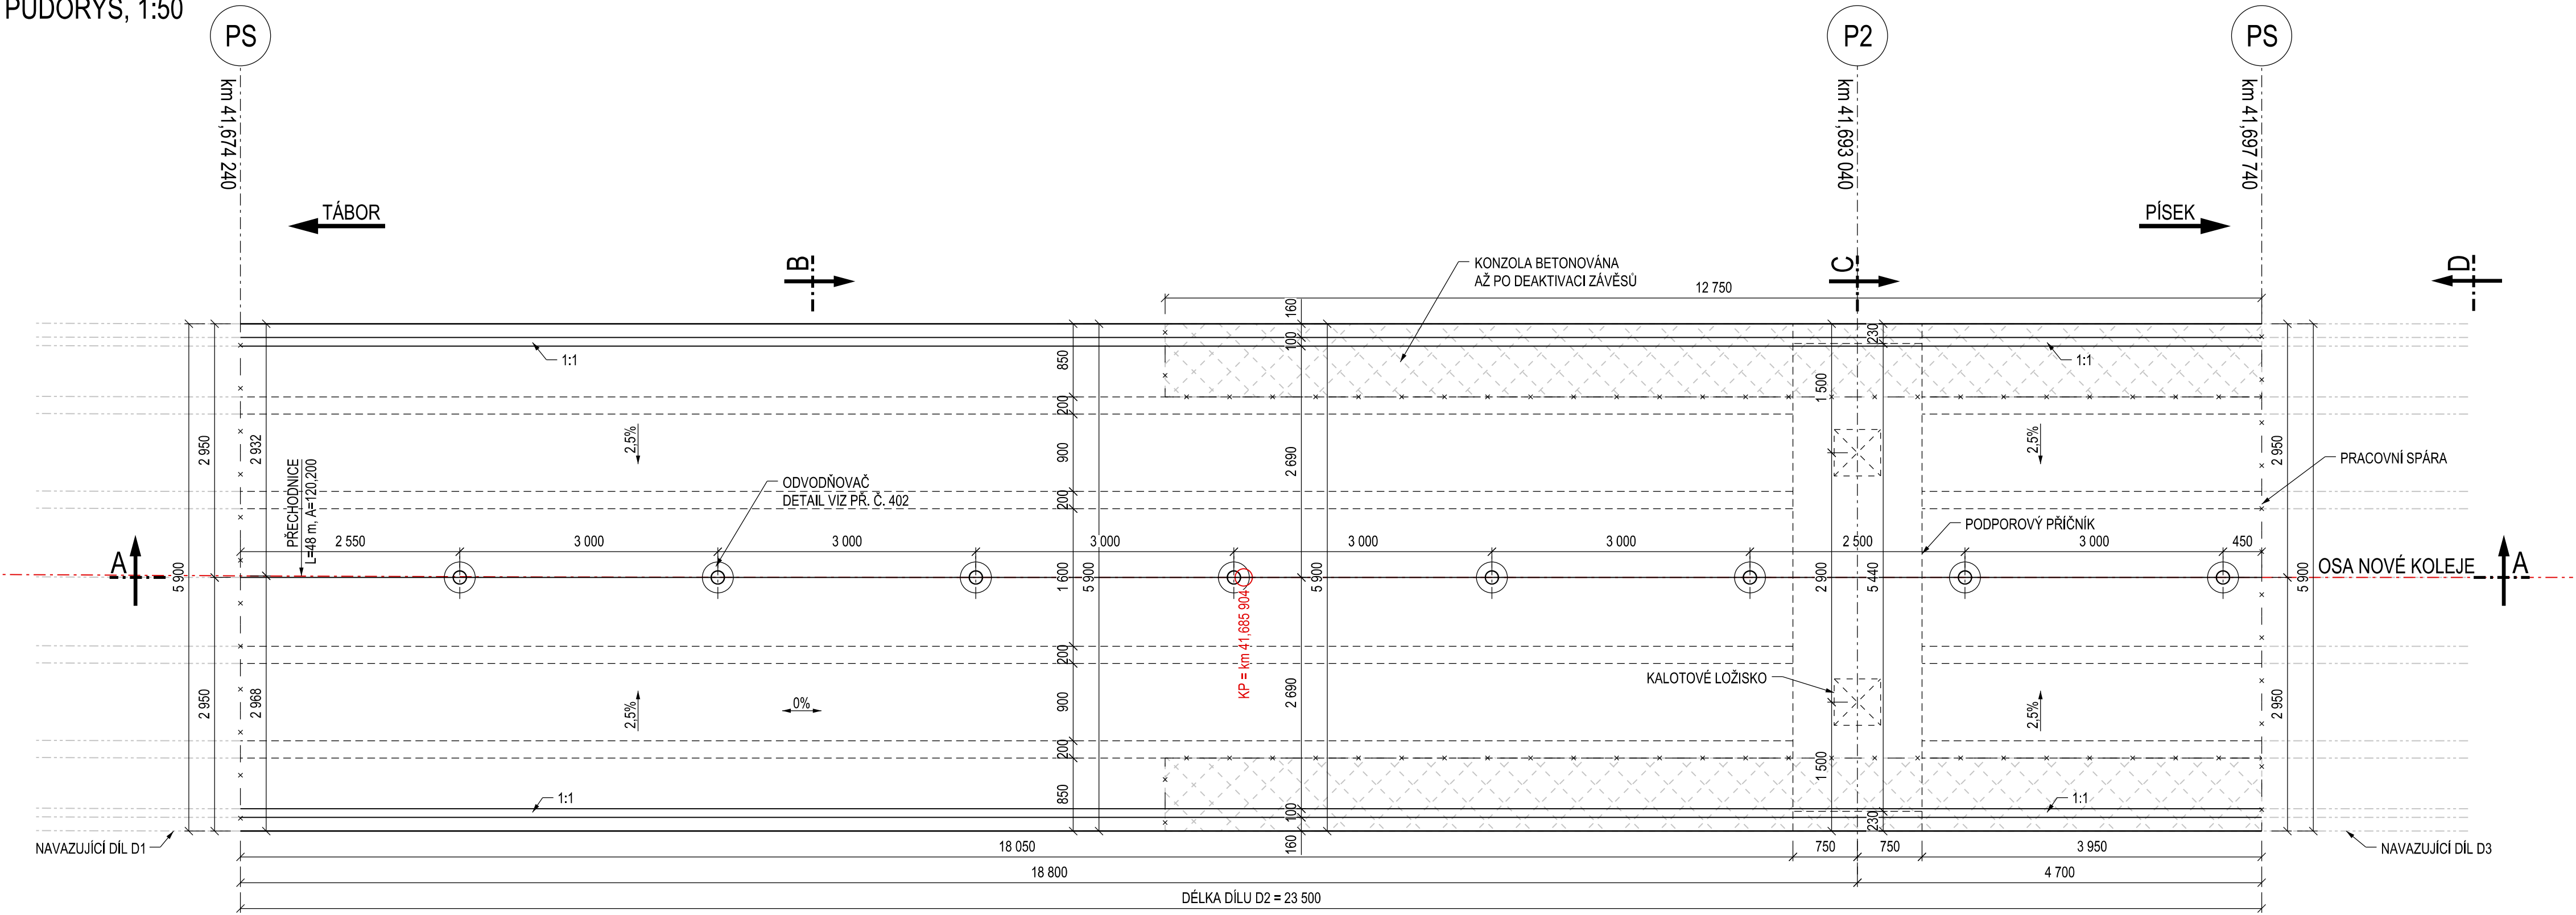 PŮDORYS, 1:50
PS
P2
PS
km 41,674 240
km 41,693 040
km 41,697 740
TÁBOR
PÍSEK
B
C
D
KONZOLA BETONOVÁNA
AŽ PO DEAKTIVACI ZÁVĚSŮ
12 750
160
100
230
1:1
1:1
850
1 500
200
2 950
2 932
2,5%
900
2 690
2,5%
2 950
PŘECHODNICE
L=48 m, A=120,200
ODVODŇOVAČ
DETAIL VIZ PŘ. Č. 402
PRACOVNÍ SPÁRA
200
PODPOROVÝ PŘÍČNÍK
2 550
3 000
3 000
3 000
3 000
3 000
2 500
3 000
450
A
5 900
1 600
5 900
5 900
2 900
5 440
OSA NOVÉ KOLEJE
5 900
A
KP = km 41,685 904
200
KALOTOVÉ LOŽISKO
2 950
2 968
2,5%
0%
900
2 690
2,5%
2 950
200
1 500
850
1:1
1:1
100
230
160
NAVAZUJÍCÍ DÍL D1
18 050
750
750
3 950
NAVAZUJÍCÍ DÍL D3
18 800
4 700
DÉLKA DÍLU D2 = 23 500